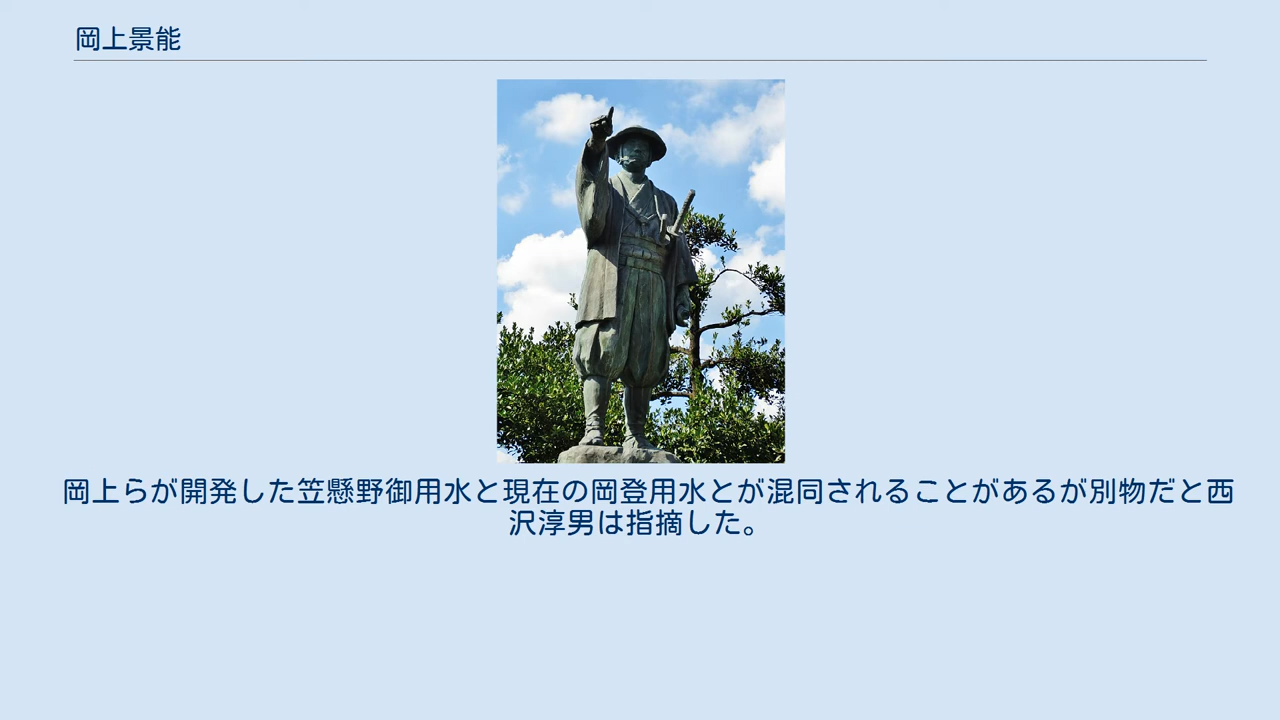 岡上景能
岡上らが開発した笠懸野御用水と現在の岡登用水とが混同されることがあるが別物だと西
沢淳男は指摘した。